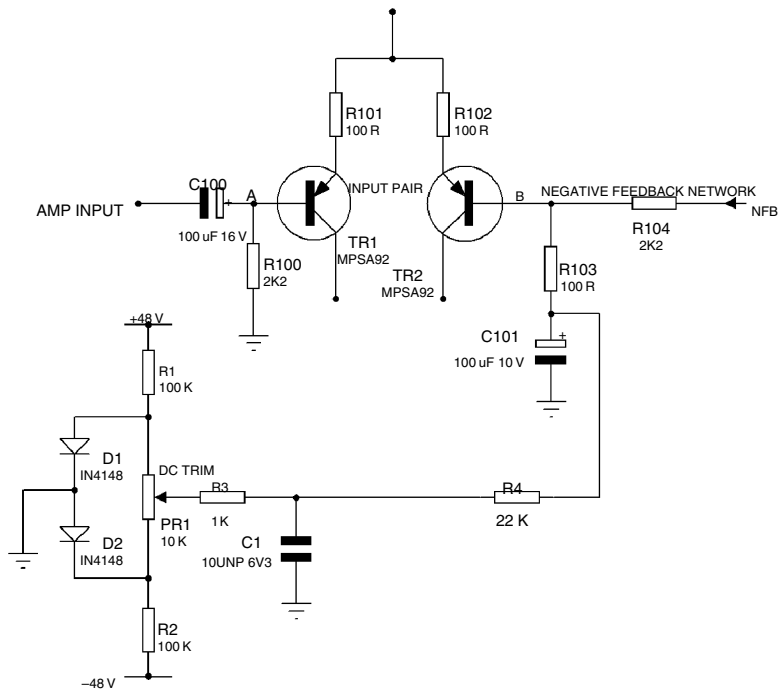 R101
100 R
R102
100 R
C100
+
A
INPUT PAIR
B
NEGATIVE FEEDBACK NETWORK
AMP INPUT
NFB
100 uF 16 V
R104
2K2
TR1
MPSA92
R100
2K2
TR2
MPSA92
R103
100 R
+48 V
C101
+
100 uF 10 V
R1
100 K
D1
IN4148
DC TRIM
R3
1K
R4
22 K
PR1
10 K
D2
IN4148
C1
10UNP 6V3
R2
100 K
−48 V